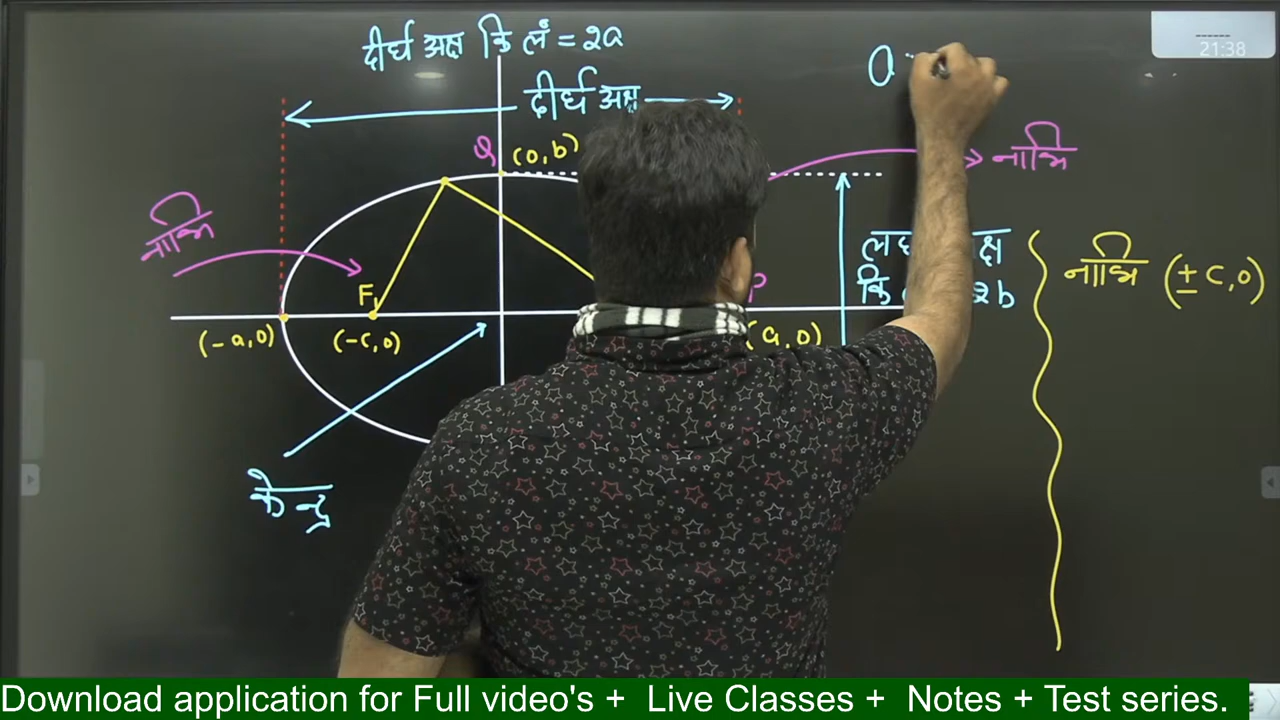 दीर्घ अक्ष कि लं = 2a
21:38
a
दीर्घ अक्ष
Q (0, b)
नाभि
नाभि
कि 2b
नाभि (± c, 0)
F₁
P
(-a, 0) (-c, 0) (a, 0)
केन्द्र
Download application for Full video's + Live Classes + Notes + Test series.